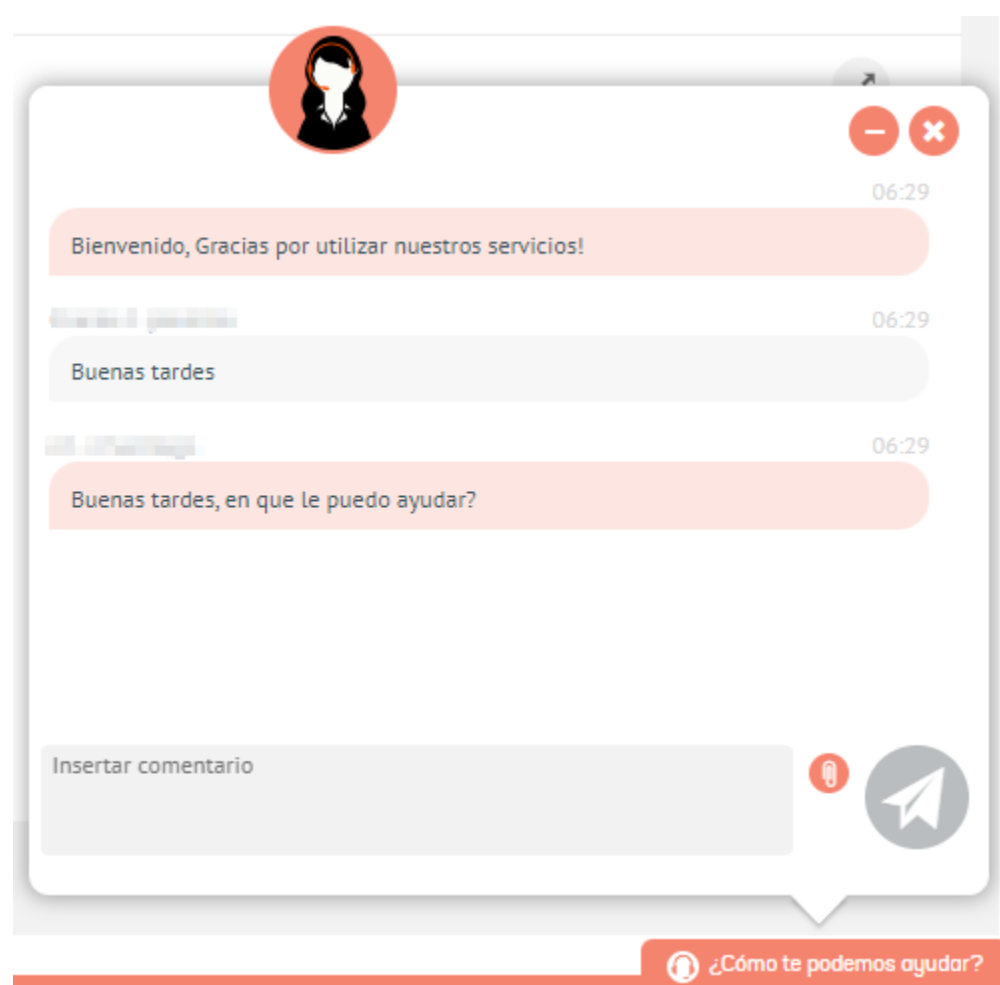 06:29
Bienvenido, Gracias por utilizar nuestros servicios!
06:29
Buenas tardes
06:29
Buenas tardes, en que le puedo ayudar?
Insertar comentario
¿Cómo te podemos ayudar?